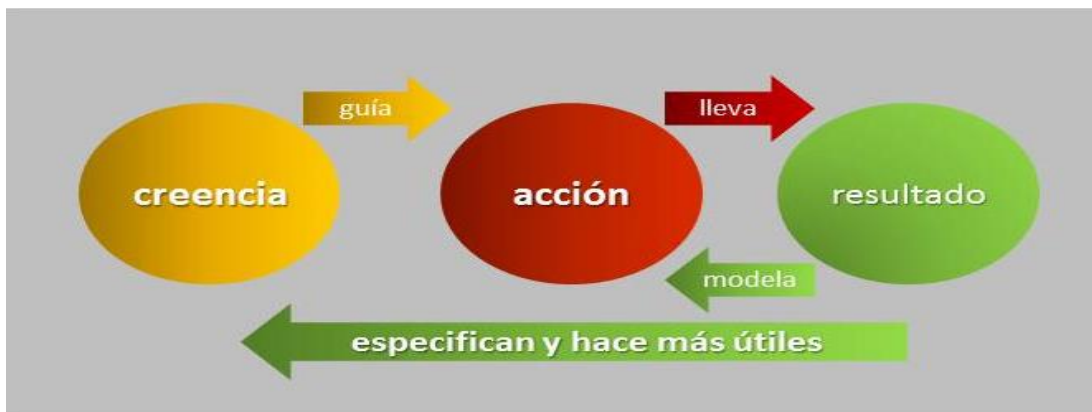 guía
lleva
creencia
acción
resultado
modela
especifican y hace más útiles